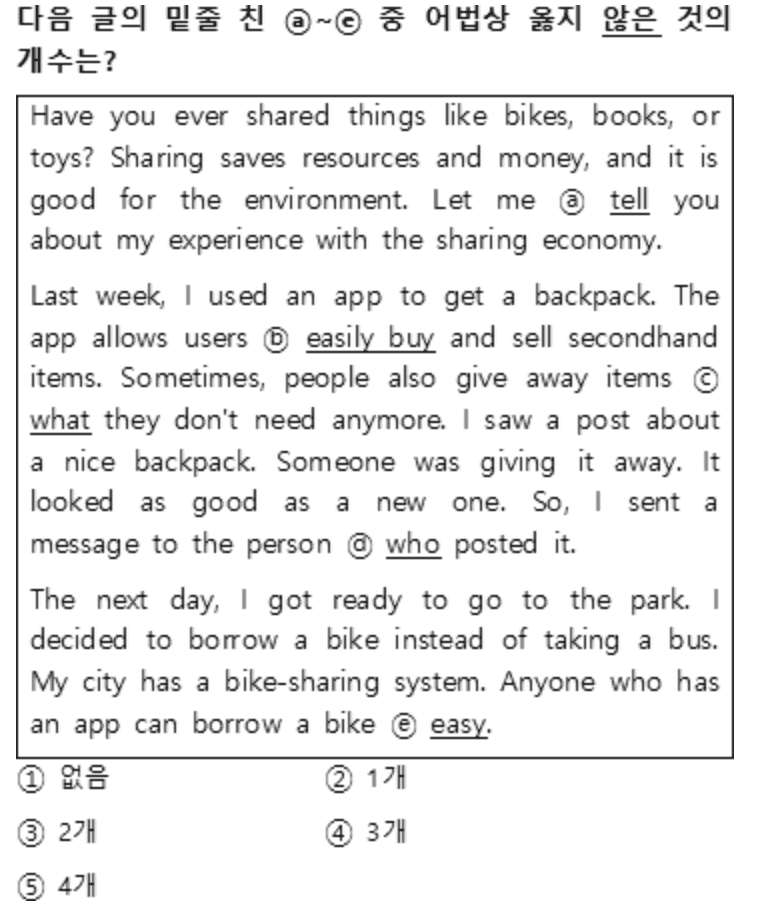 다음 글의 밑줄 친 ⓐ~ⓔ 중 어법상 옳지 않은 것의
개수는?
Have you ever shared things like bikes, books, or
toys? Sharing saves resources and money, and it is
good for the environment. Let me ⓐ tell you
about my experience with the sharing economy.
Last week, I used an app to get a backpack. The
app allows users ⓑ easily buy and sell secondhand
items. Sometimes, people also give away items ⓒ
what they don't need anymore. I saw a post about
a nice backpack. Someone was giving it away. It
looked as good as a new one. So, I sent a
message to the person ⓓ who posted it.
The next day, I got ready to go to the park. I
decided to borrow a bike instead of taking a bus.
My city has a bike-sharing system. Anyone who has
an app can borrow a bike ⓔ easy.
① 없음 ② 1개
③ 2개 ④ 3개
⑤ 4개